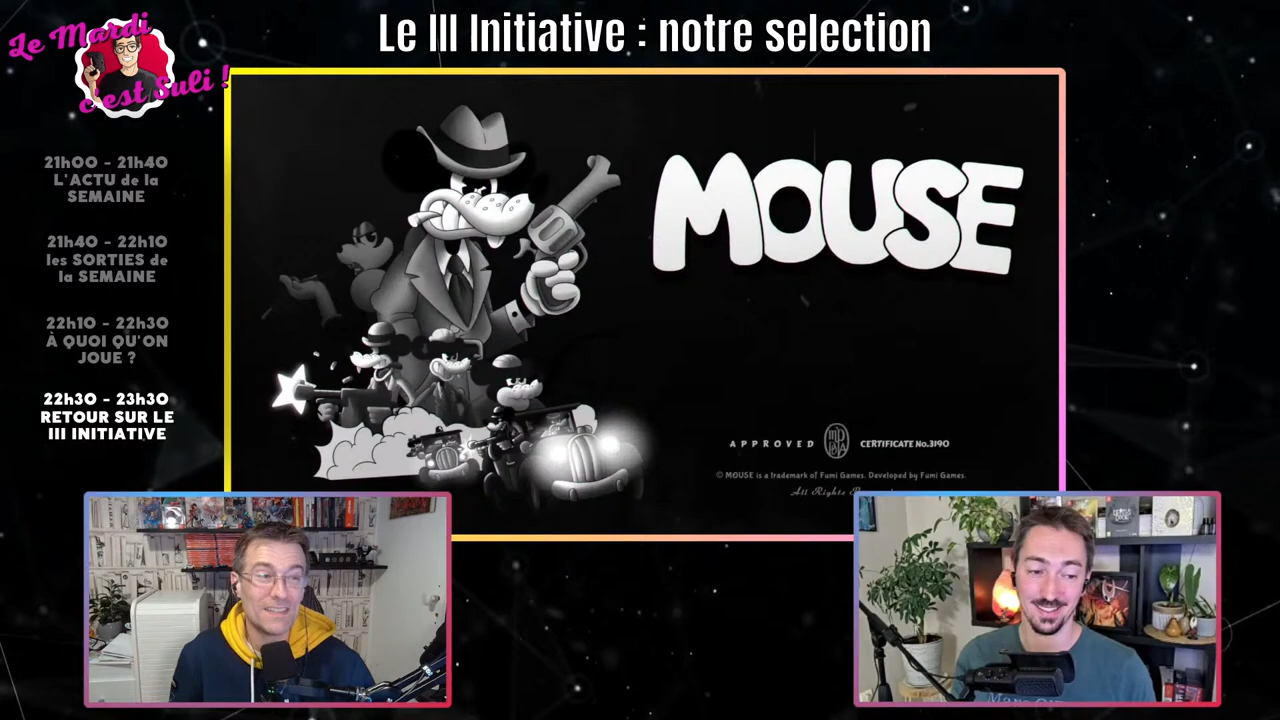 Le Mardi
c'est Suli !
Le III Initiative : notre selection
21h00 - 21h40
L'ACTU de la
SEMAINE
21h40 - 22h10
les SORTIES de
la SEMAINE
22h10 - 22h30
À QUOI QU'ON
JOUE ?
22h30 - 23h30
RETOUR SUR LE
III INITIATIVE
MOUSE
APPROVED
CERTIFICATE No.3190
© MOUSE is a trademark of Fumi Games. Developed by Fumi Games.
All Rights